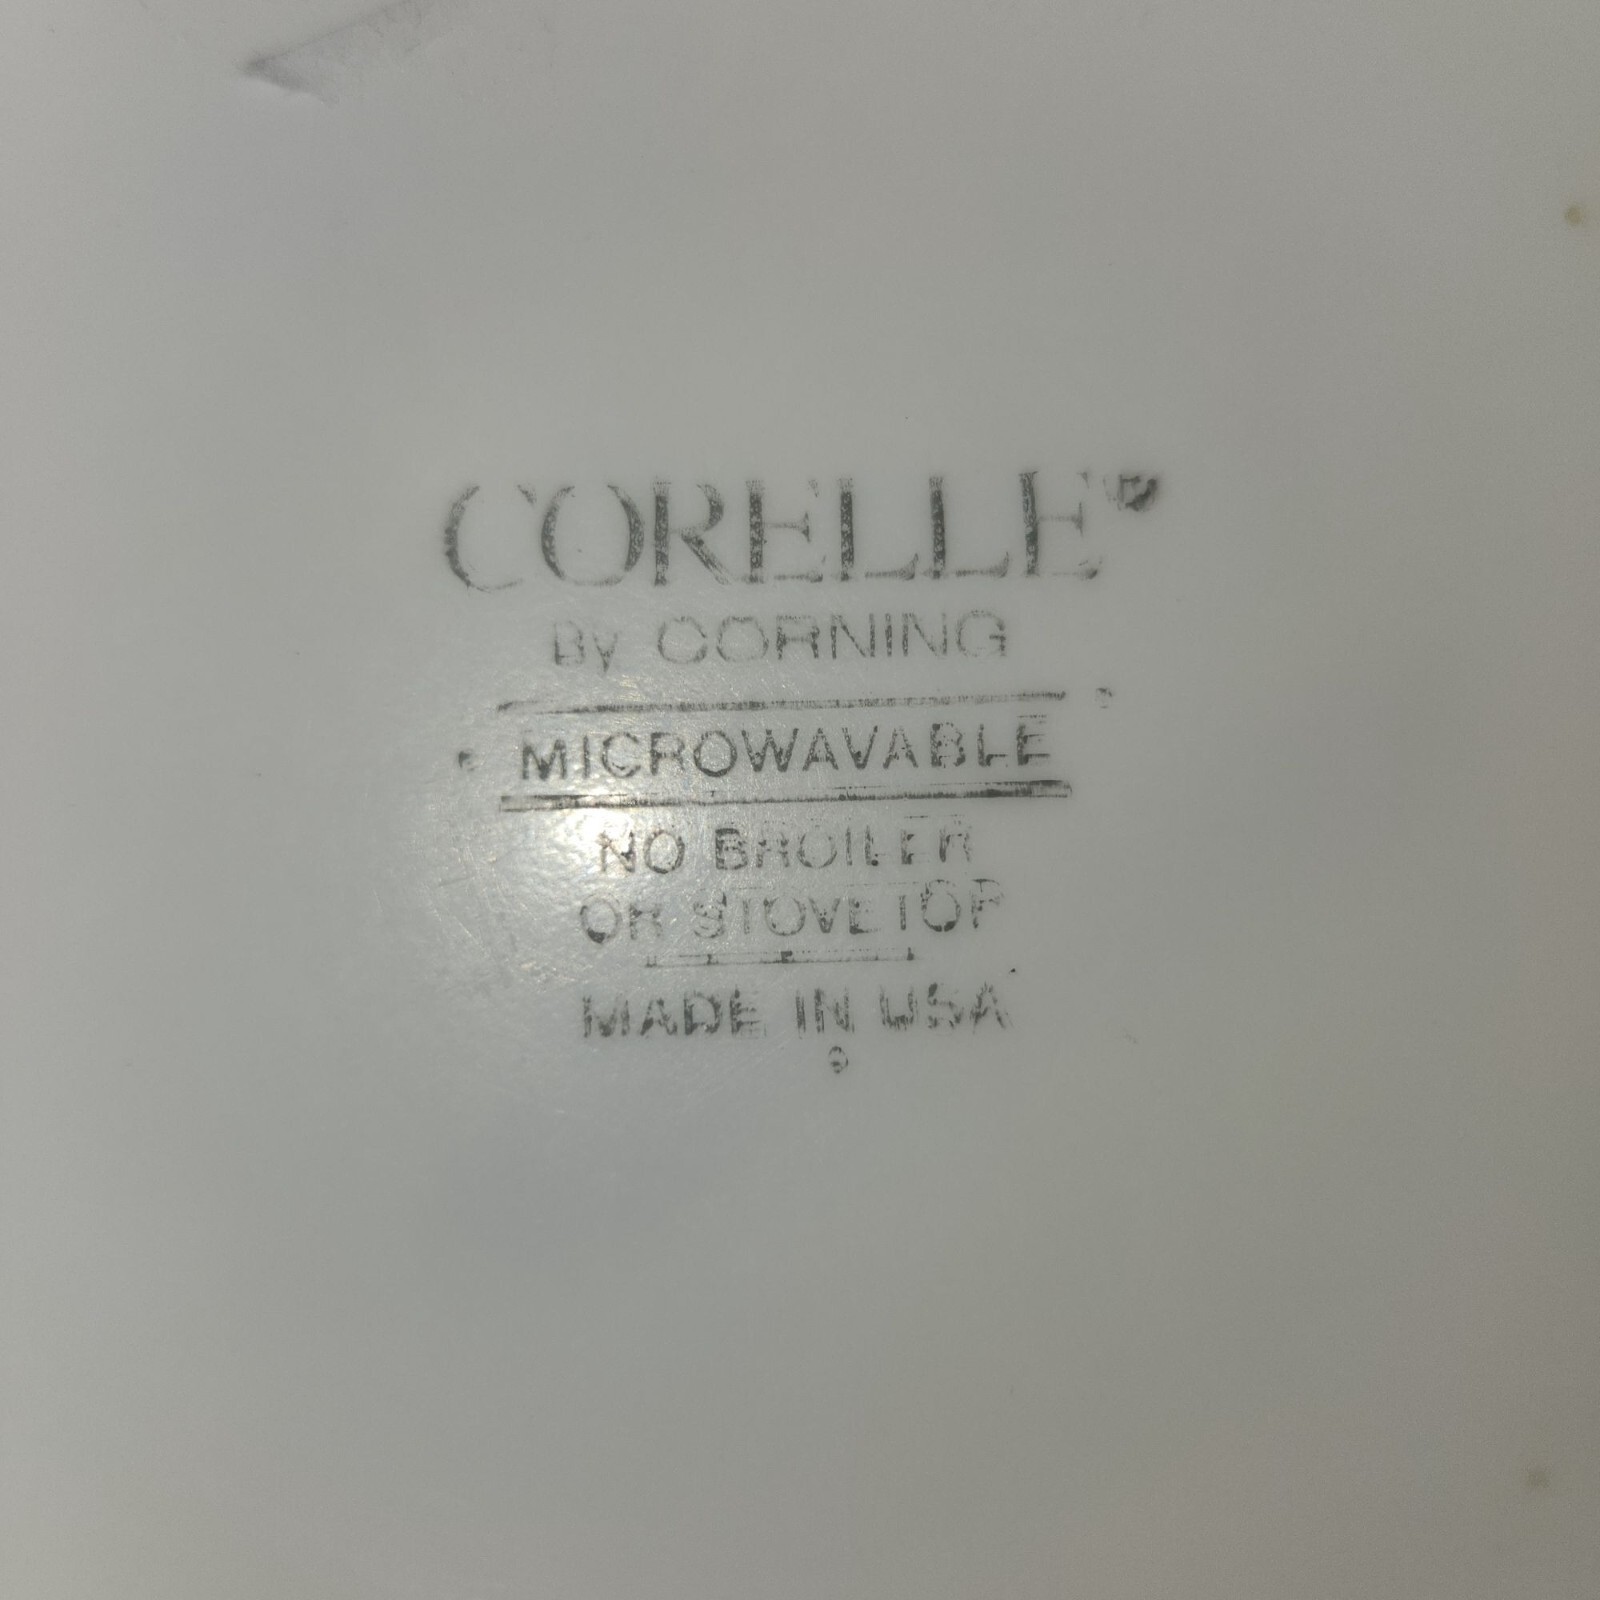 CORELLE®
By CORNING
MICROWAVABLE
NO BROILER
OR STOVETOP
MADE IN USA